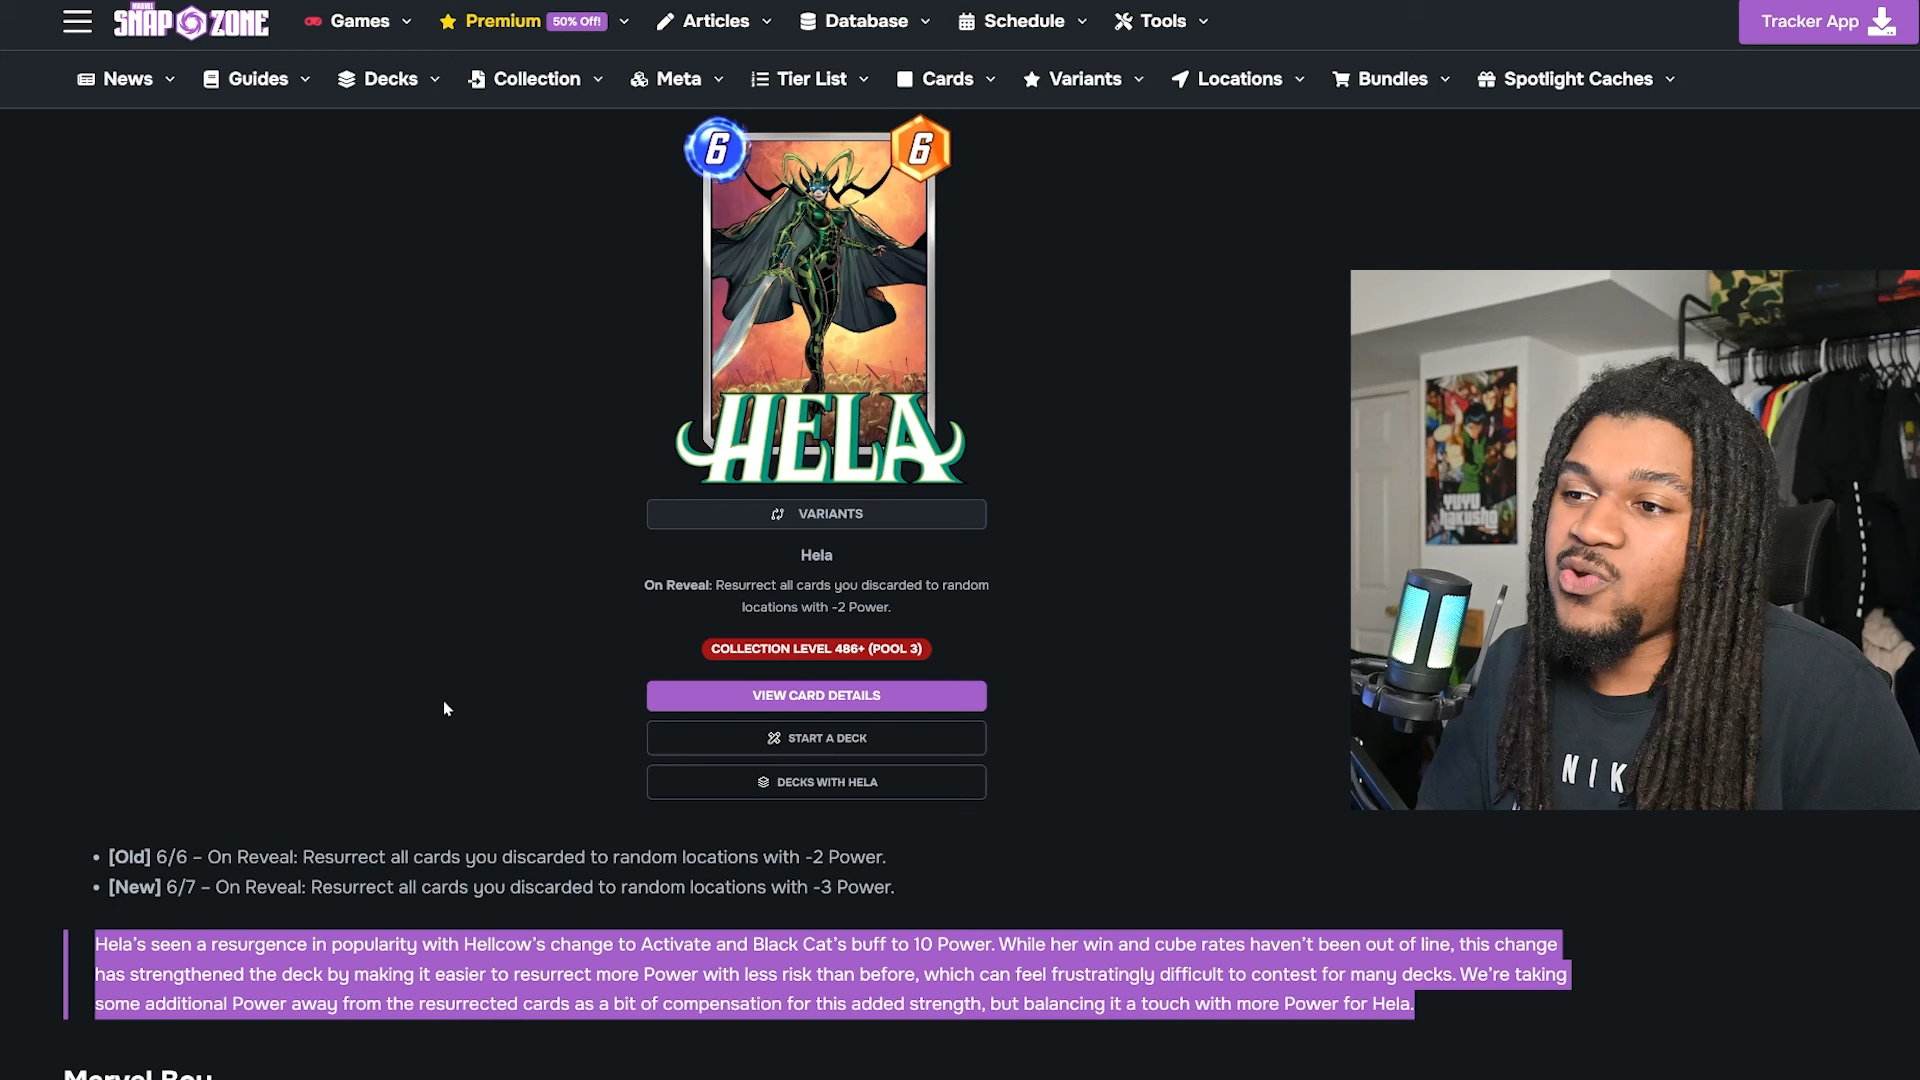 MARVEL
SNAP ZONE
Games
Premium 50% Off!
Articles
Database
Schedule
Tools
Tracker App
News
Guides
Decks
Collection
Meta
Tier List
Cards
Variants
Locations
Bundles
Spotlight Caches
6
6
HELA
VARIANTS
Hela
On Reveal: Resurrect all cards you discarded to random
locations with -2 Power.
COLLECTION LEVEL 486+ (POOL 3)
VIEW CARD DETAILS
START A DECK
DECKS WITH HELA
YUYU
hakusho
NIK
• [Old] 6/6 – On Reveal: Resurrect all cards you discarded to random locations with -2 Power.
• [New] 6/7 – On Reveal: Resurrect all cards you discarded to random locations with -3 Power.
Hela’s seen a resurgence in popularity with Hellcow’s change to Activate and Black Cat’s buff to 10 Power. While her win and cube rates haven’t been out of line, this change
has strengthened the deck by making it easier to resurrect more Power with less risk than before, which can feel frustratingly difficult to contest for many decks. We’re taking
some additional Power away from the resurrected cards as a bit of compensation for this added strength, but balancing it a touch with more Power for Hela.
Marvel Boy